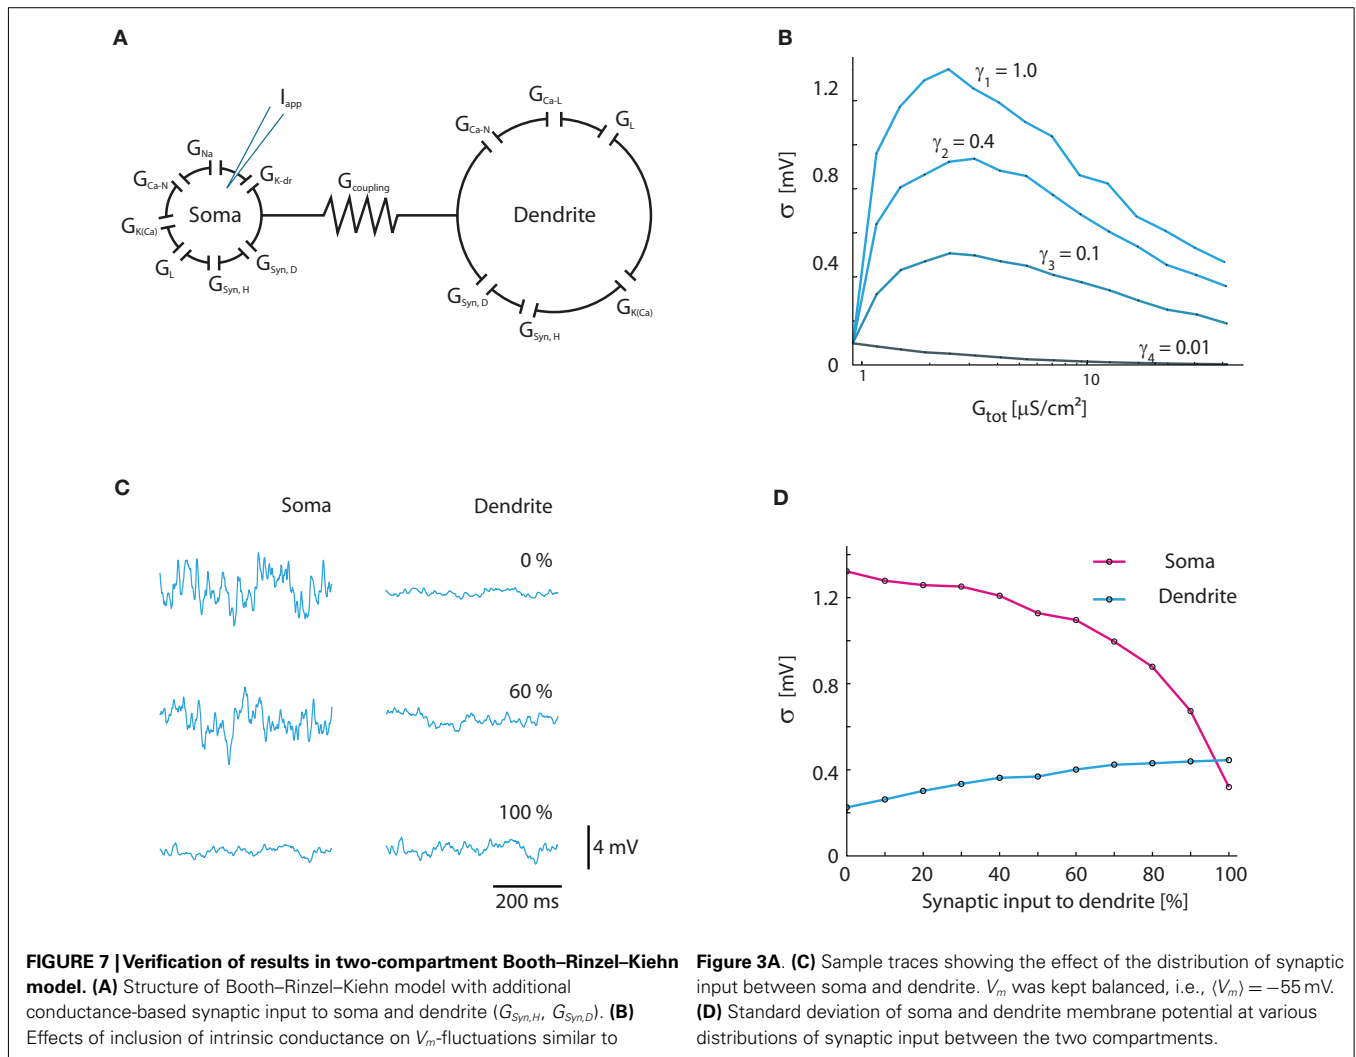 A
I_app
G_Na
G_Ca-N
G_K-dr
G_K(Ca)
Soma
G_L
G_Syn, H
G_Syn, D
G_coupling
G_Ca-L
G_Ca-N
G_L
Dendrite
G_Syn, D
G_Syn, H
G_K(Ca)
B
1.2
0.8
0.4
0
σ [mV]
γ₁ = 1.0
γ₂ = 0.4
γ₃ = 0.1
γ₄ = 0.01
1
10
G_tot [μS/cm²]
C
Soma
Dendrite
0 %
60 %
100 %
4 mV
200 ms
D
Soma
Dendrite
1.2
0.8
0.4
0
σ [mV]
0
20
40
60
80
100
Synaptic input to dendrite [%]
FIGURE 7 | Verification of results in two-compartment Booth–Rinzel–Kiehn
model. (A) Structure of Booth–Rinzel–Kiehn model with additional
conductance-based synaptic input to soma and dendrite (G_Syn,H, G_Syn,D). (B)
Effects of inclusion of intrinsic conductance on V_m-fluctuations similar to
Figure 3A. (C) Sample traces showing the effect of the distribution of synaptic
input between soma and dendrite. V_m was kept balanced, i.e., ⟨V_m⟩ = −55 mV.
(D) Standard deviation of soma and dendrite membrane potential at various
distributions of synaptic input between the two compartments.